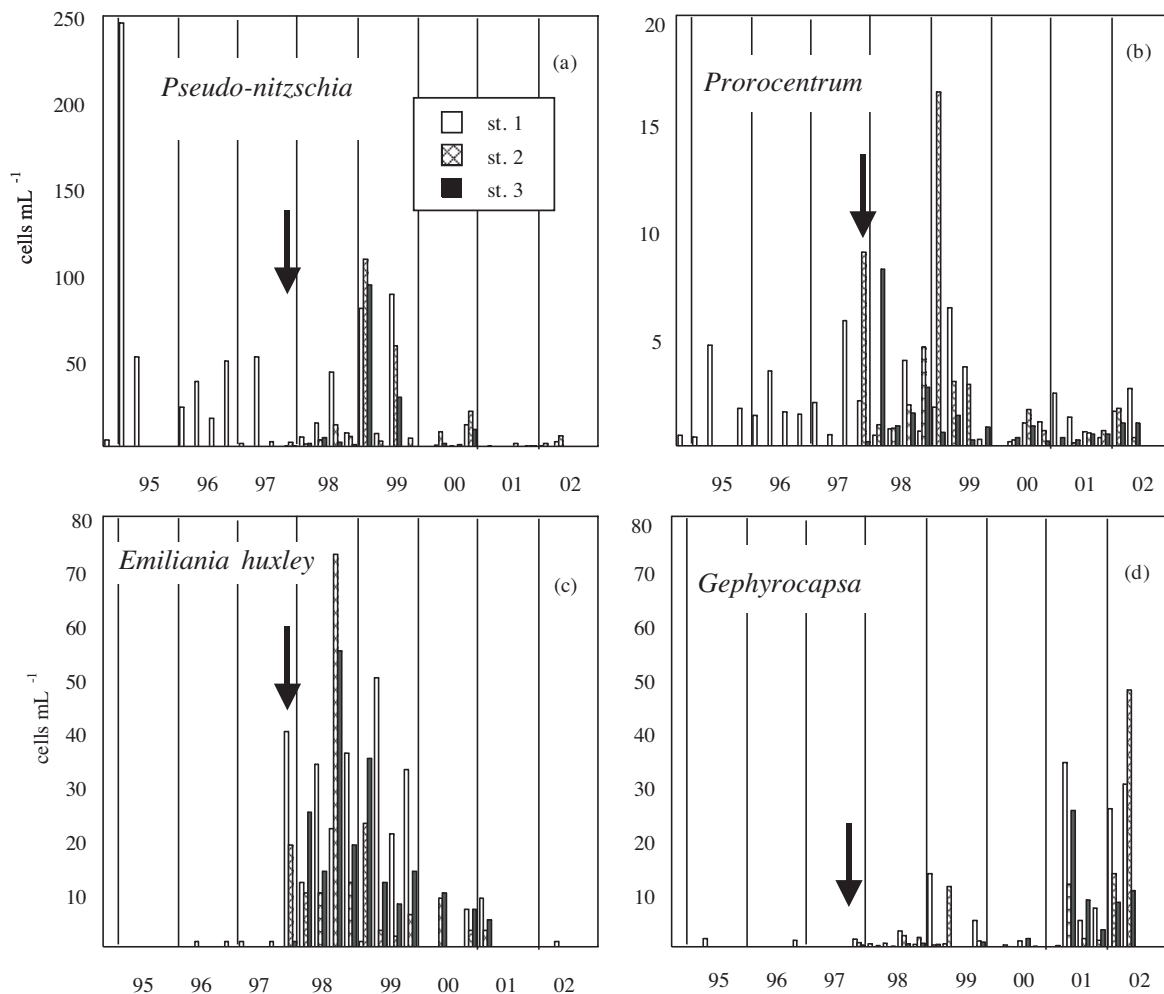 250
200
150
100
50
cells mL -1
(a)
Pseudo-nitzschia
st. 1
st. 2
st. 3
95 96 97 98 99 00 01 02
20
15
10
5
(b)
Prorocentrum
95 96 97 98 99 00 01 02
80
70
60
50
40
30
20
10
cells mL -1
Emiliania huxley
(c)
95 96 97 98 99 00 01 02
80
70
60
50
40
30
20
10
(d)
Gephyrocapsa
95 96 97 98 99 00 01 02